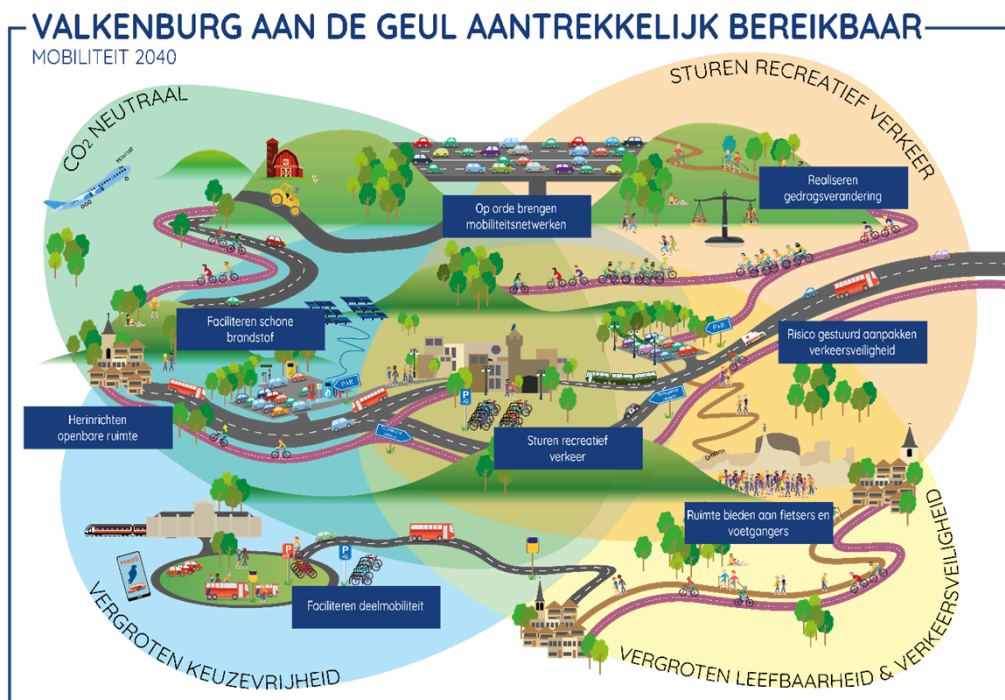 VALKENBURG AAN DE GEUL AANTREKKELIJK BEREIKBAAR
MOBILITEIT 2040
CO₂ NEUTRAAL
STUREN RECREATIEF VERKEER
Realiseren
gedragsverandering
Op orde brengen
mobiliteitsnetwerken
Faciliteren schone
brandstof
P+R
Risico gestuurd aanpakken
verkeersveiligheid
P+R
Herinrichten
openbare ruimte
P
Sturen recreatief
verkeer
Ruimte bieden aan fietsers en
voetgangers
MaaS
P
P
Faciliteren deelmobiliteit
VERGROTEN KEUZEVRIJHEID
VERGROTEN LEEFBAARHEID & VERKEERSVEILIGHEID